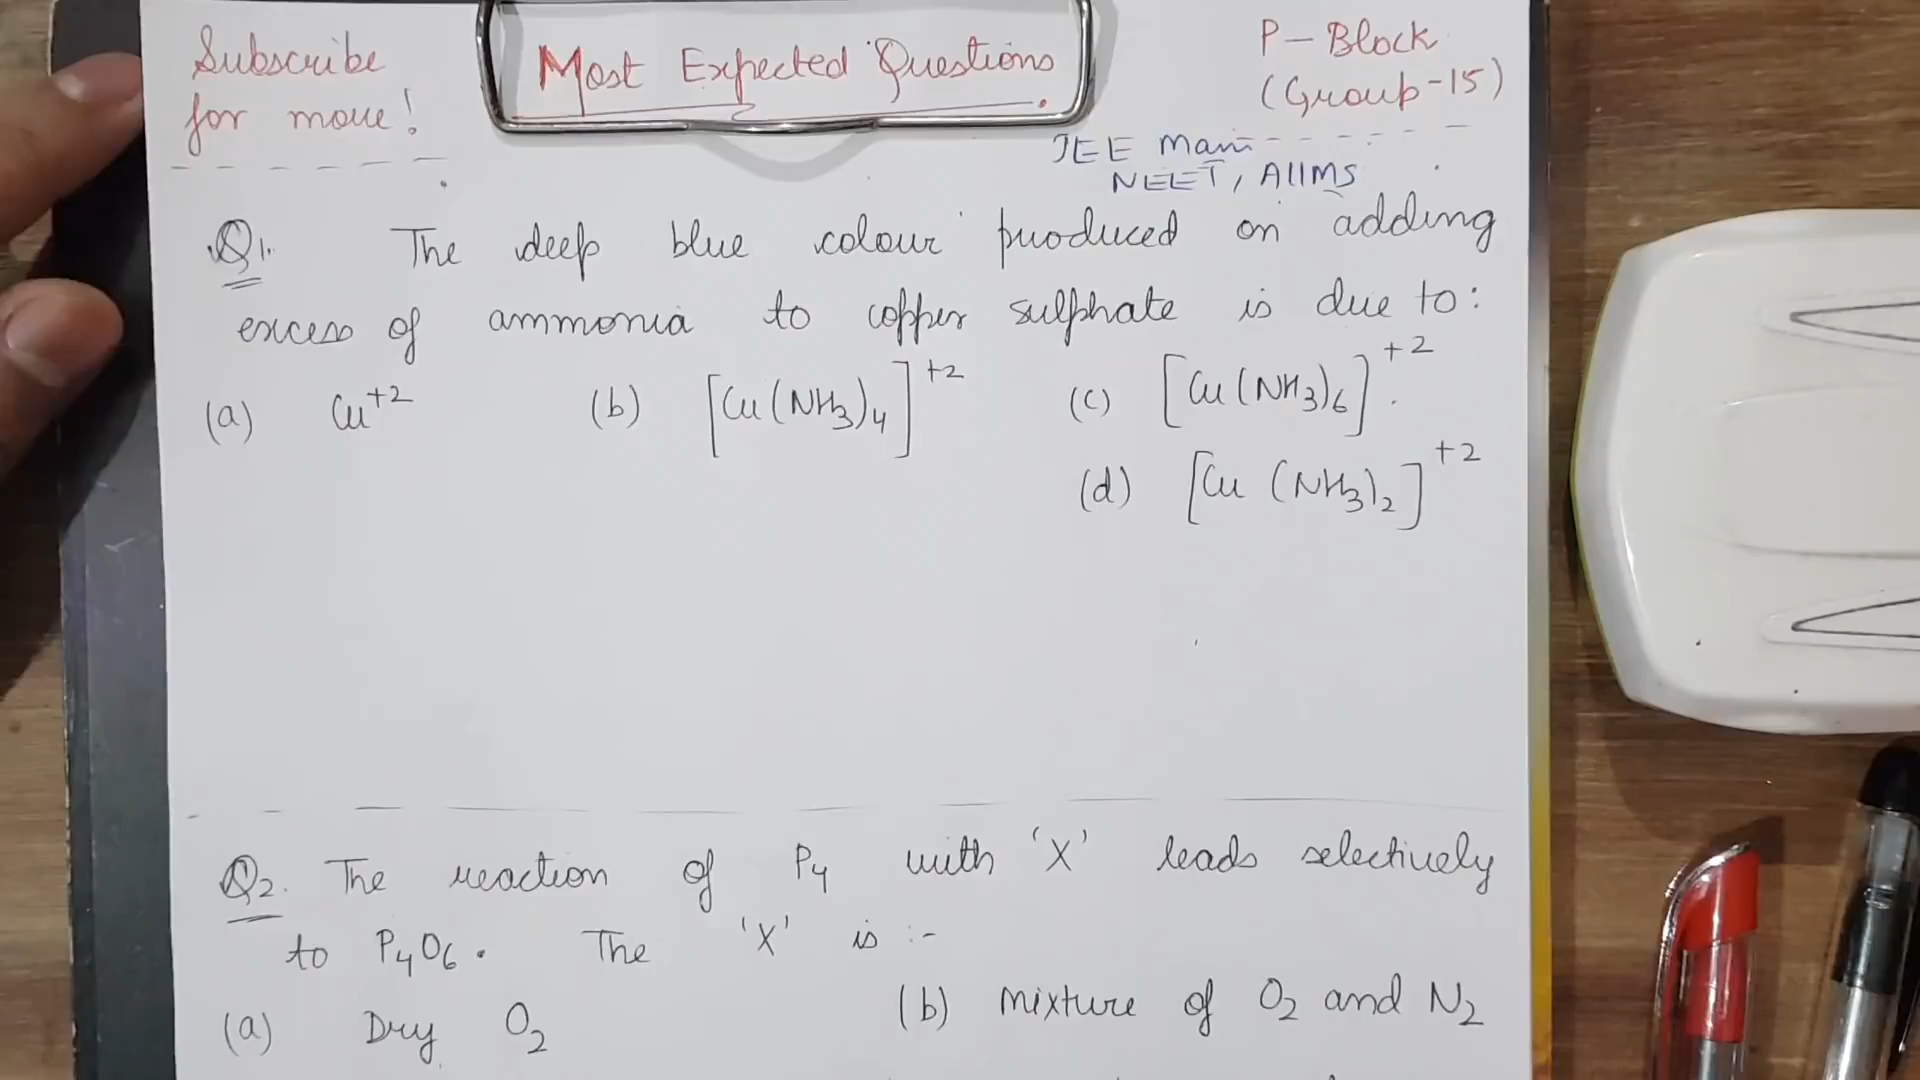 Subscribe
for more!
Most Expected Questions.
P-Block
(Group-15)
JEE Main
NEET, AIIMS
Q1. The deep blue colour produced on adding
excess of ammonia to copper sulphate is due to:
(a) Cu+2 (b) [Cu(NH3)4]+2 (c) [Cu(NH3)6]+2
(d) [Cu (NH3)2]+2
Q2. The reaction of P4 with 'X' leads selectively
to P4O6. The 'X' is :-
(a) Dry O2 (b) mixture of O2 and N2